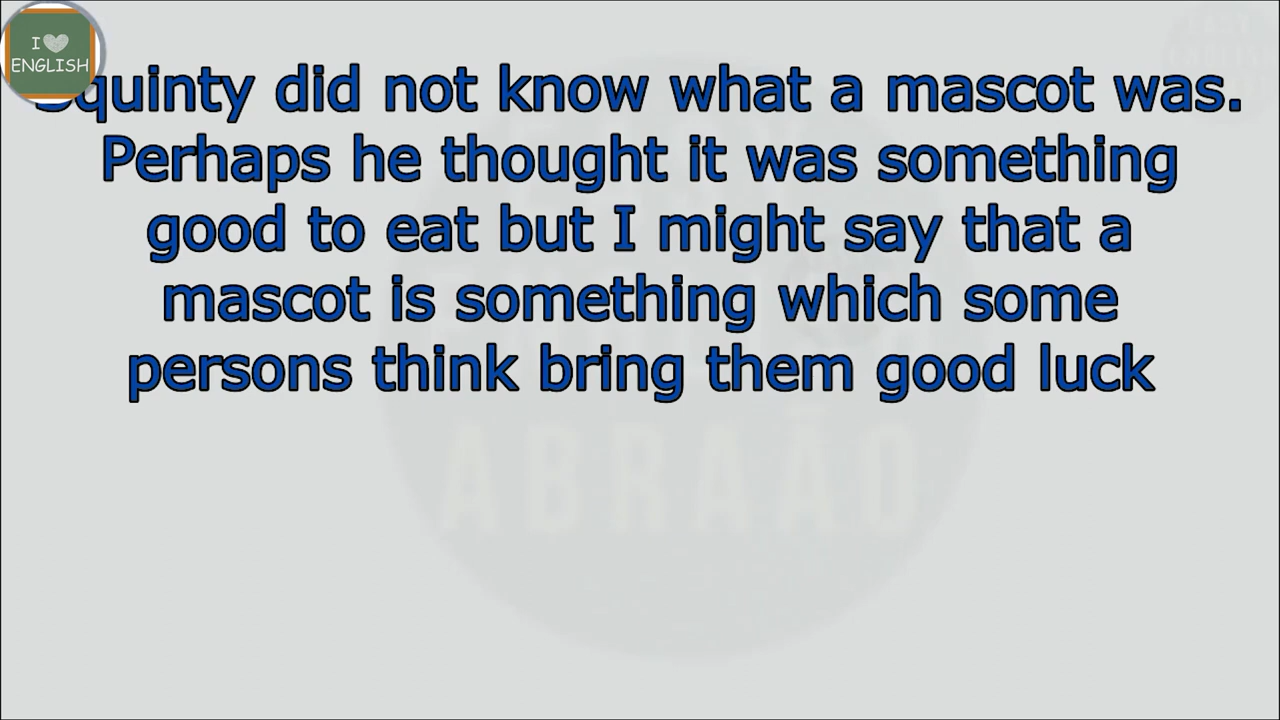 I
ENGLISH
Squinty did not know what a mascot was.
Perhaps he thought it was something
good to eat but I might say that a
mascot is something which some
persons think bring them good luck
ABRAÃO